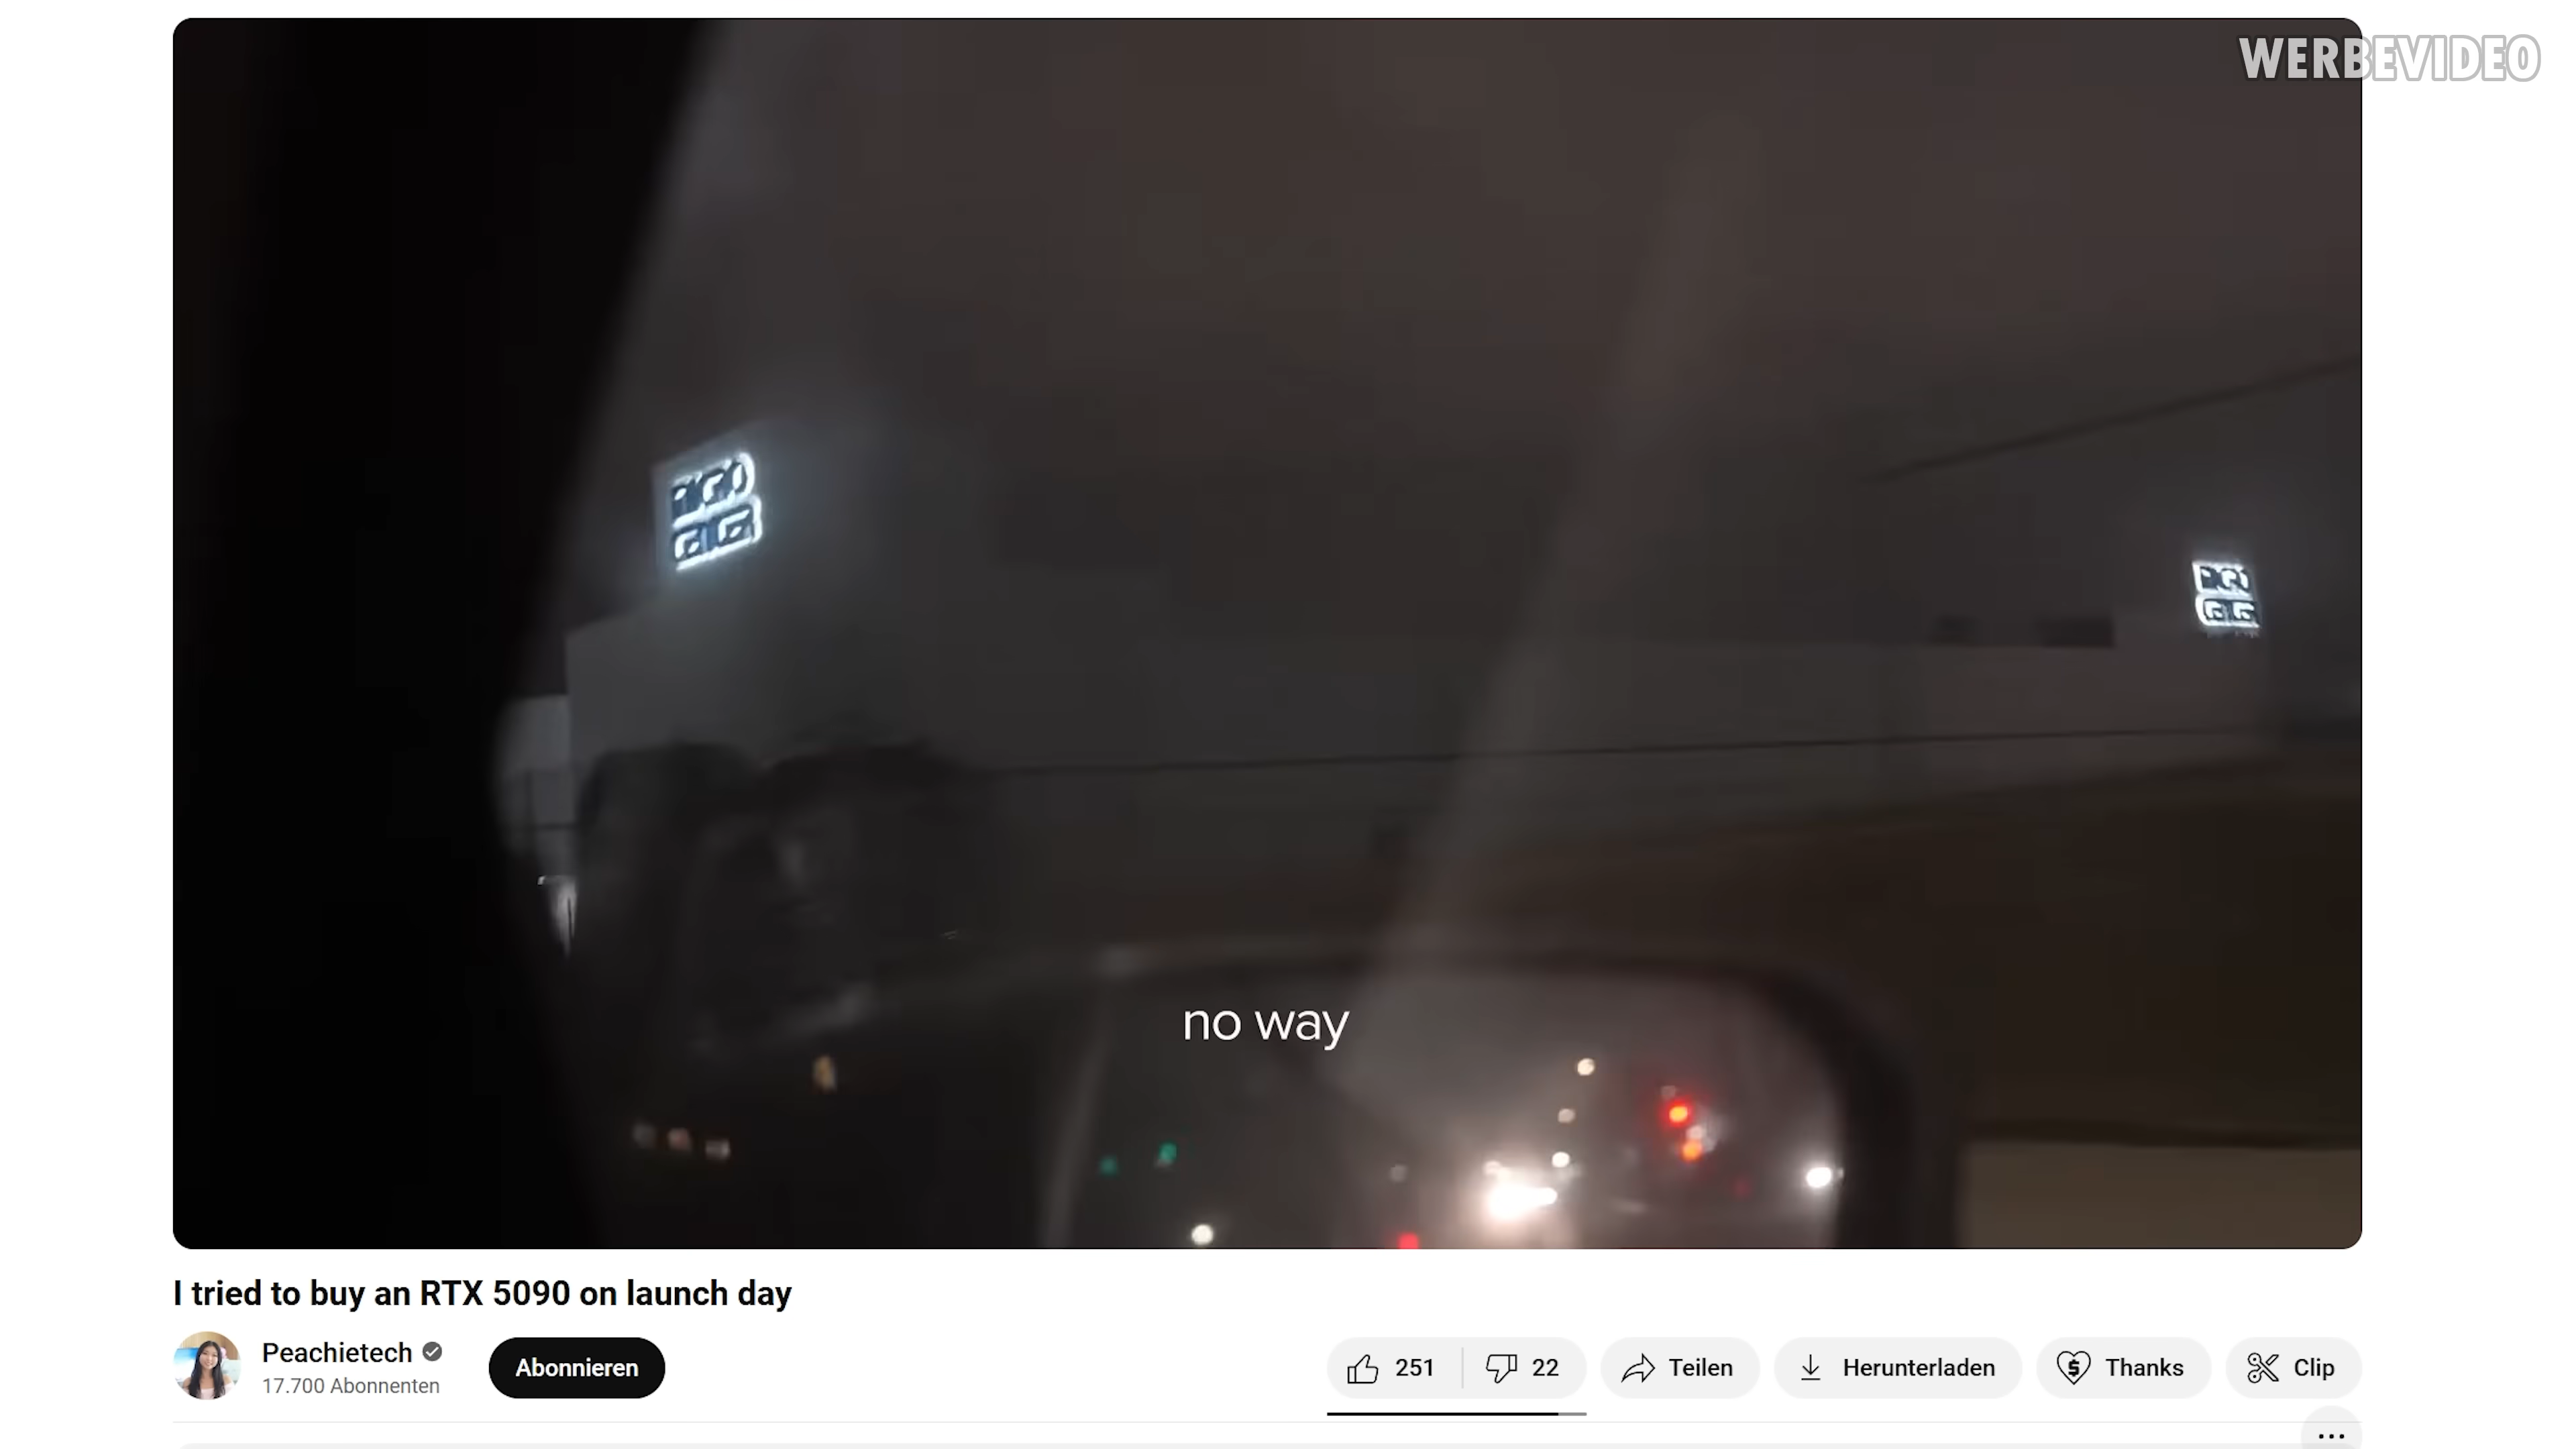 WERBEVIDEO
no way
I tried to buy an RTX 5090 on launch day
Peachietech
17.700 Abonnenten
Abonnieren
251
22
Teilen
Herunterladen
Thanks
Clip